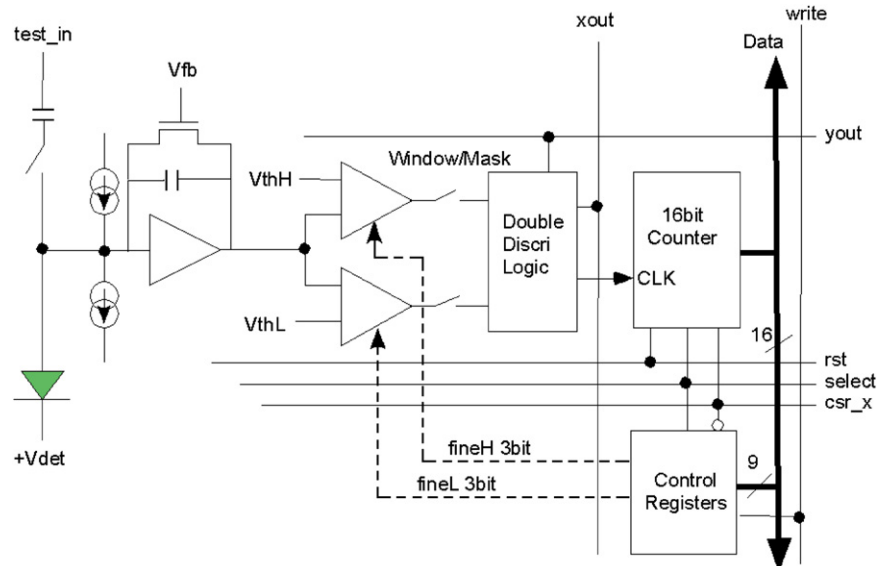 write
xout
test_in
Data
Vfb
yout
Window/Mask
VthH
Double
Discri
Logic
16bit
Counter
CLK
VthL
16
rst
select
csr_x
fineH 3bit
fineL 3bit
9
Control
Registers
+Vdet